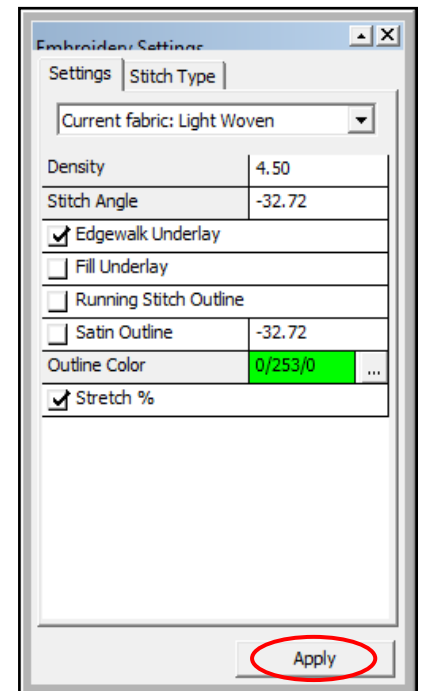 Embroidery Settings
Settings Stitch Type
Current fabric: Light Woven
Density 4.50
Stitch Angle -32.72
Edgewalk Underlay
Fill Underlay
Running Stitch Outline
Satin Outline -32.72
Outline Color 0/253/0 ...
Stretch %
Apply